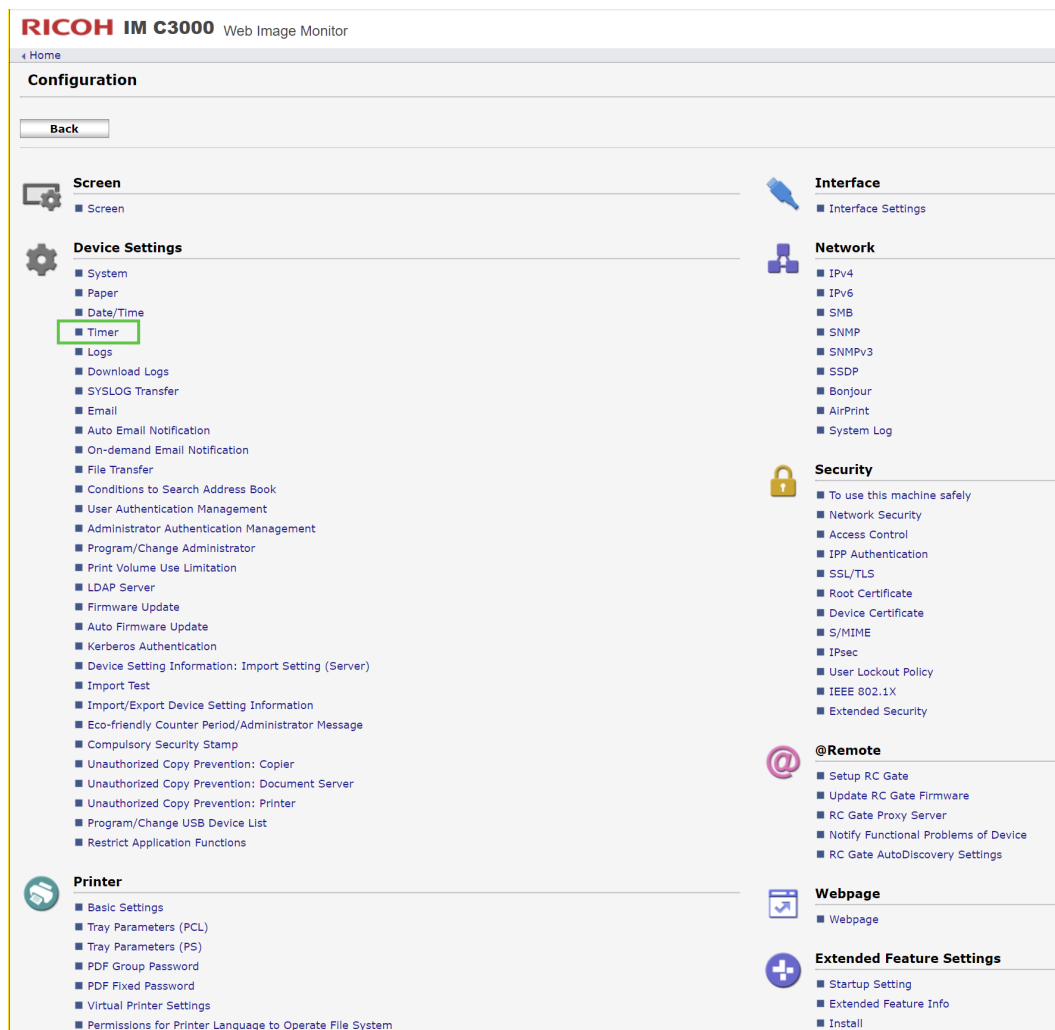 RICOH IM C3000 Web Image Monitor
Home
Configuration
Back
Screen
Screen
Device Settings
System
Paper
Date/Time
Timer
Logs
Download Logs
SYSLOG Transfer
Email
Auto Email Notification
On-demand Email Notification
File Transfer
Conditions to Search Address Book
User Authentication Management
Administrator Authentication Management
Program/Change Administrator
Print Volume Use Limitation
LDAP Server
Firmware Update
Auto Firmware Update
Kerberos Authentication
Device Setting Information: Import Setting (Server)
Import Test
Import/Export Device Setting Information
Eco-friendly Counter Period/Administrator Message
Compulsory Security Stamp
Unauthorized Copy Prevention: Copier
Unauthorized Copy Prevention: Document Server
Unauthorized Copy Prevention: Printer
Program/Change USB Device List
Restrict Application Functions
Printer
Basic Settings
Tray Parameters (PCL)
Tray Parameters (PS)
PDF Group Password
PDF Fixed Password
Virtual Printer Settings
Permissions for Printer Language to Operate File System
Interface
Interface Settings
Network
IPv4
IPv6
SMB
SNMP
SNMPv3
SSDP
Bonjour
AirPrint
System Log
Security
To use this machine safely
Network Security
Access Control
IPP Authentication
SSL/TLS
Root Certificate
Device Certificate
S/MIME
IPsec
User Lockout Policy
IEEE 802.1X
Extended Security
@Remote
Setup RC Gate
Update RC Gate Firmware
RC Gate Proxy Server
Notify Functional Problems of Device
RC Gate AutoDiscovery Settings
Webpage
Webpage
Extended Feature Settings
Startup Setting
Extended Feature Info
Install